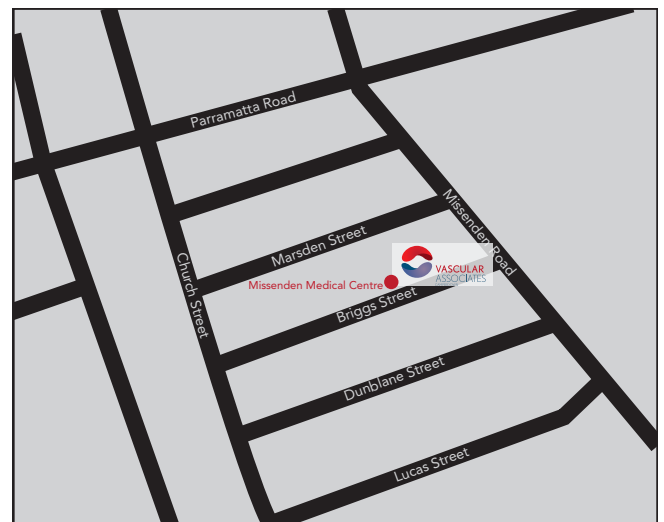 Parramatta Road
Missenden Road
Marsden Street
Church Street
VASCULAR
ASSOCIATES
Missenden Medical Centre
Briggs Street
Dunblane Street
Lucas Street